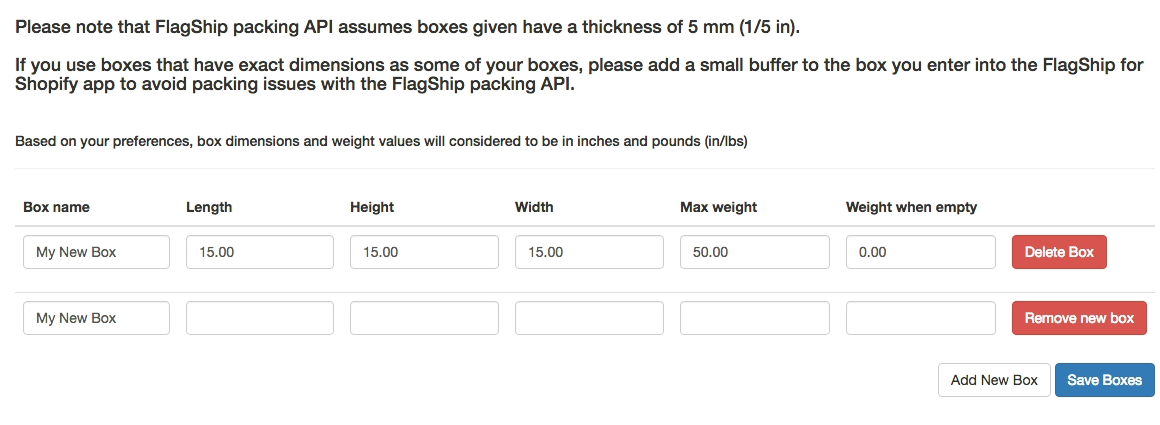 Please note that FlagShip packing API assumes boxes given have a thickness of 5 mm (1/5 in).
If you use boxes that have exact dimensions as some of your boxes, please add a small buffer to the box you enter into the FlagShip for
Shopify app to avoid packing issues with the FlagShip packing API.
Based on your preferences, box dimensions and weight values will considered to be in inches and pounds (in/lbs)
Box name Length Height Width Max weight Weight when empty
My New Box 15.00 15.00 15.00 50.00 0.00 Delete Box
My New Box Remove new box
Add New Box Save Boxes